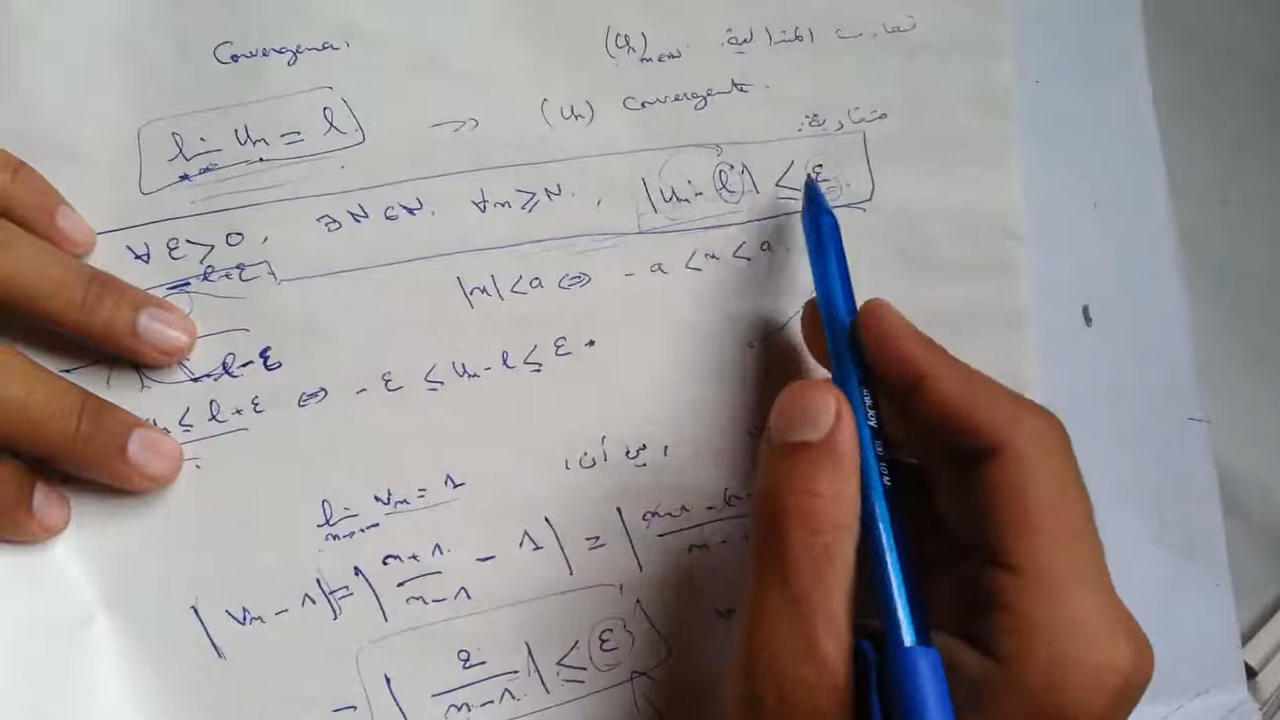 Convergence.
(Un)n∈N تقارب المتتالية.
lim Un = l → (Un) Convergente.
+∞
متقاربة:
∀ ε > 0, ∃ N ∈ N. ∀n ≥ N, |Un - l| ≤ ε
l+ε
|x| < a ⇔ -a < x < a.
l-ε
≤ l+ε ⇔ -ε ≤ Un - l ≤ ε
بين أن،
lim Vn = 1
n→+∞
|Vn - 1| = | n+1 / n-1 - 1 | = |
= | 2 / n-1 | ≤ ε